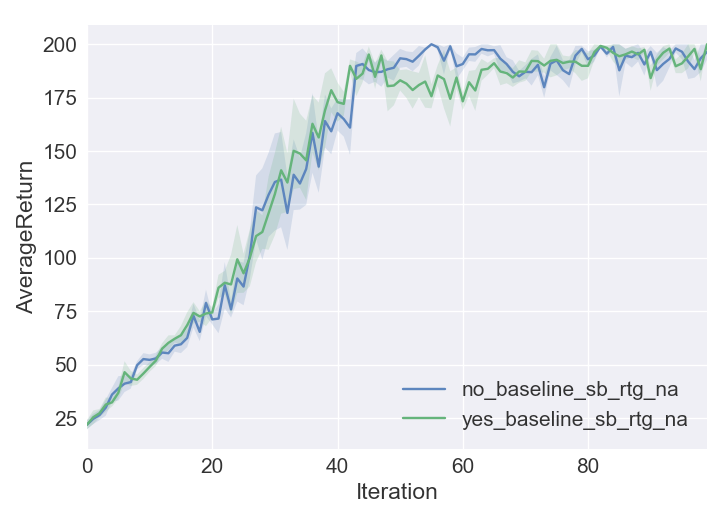 200
175
150
125
100
75
50
25
AverageReturn
no_baseline_sb_rtg_na
yes_baseline_sb_rtg_na
0 20 40 60 80
Iteration